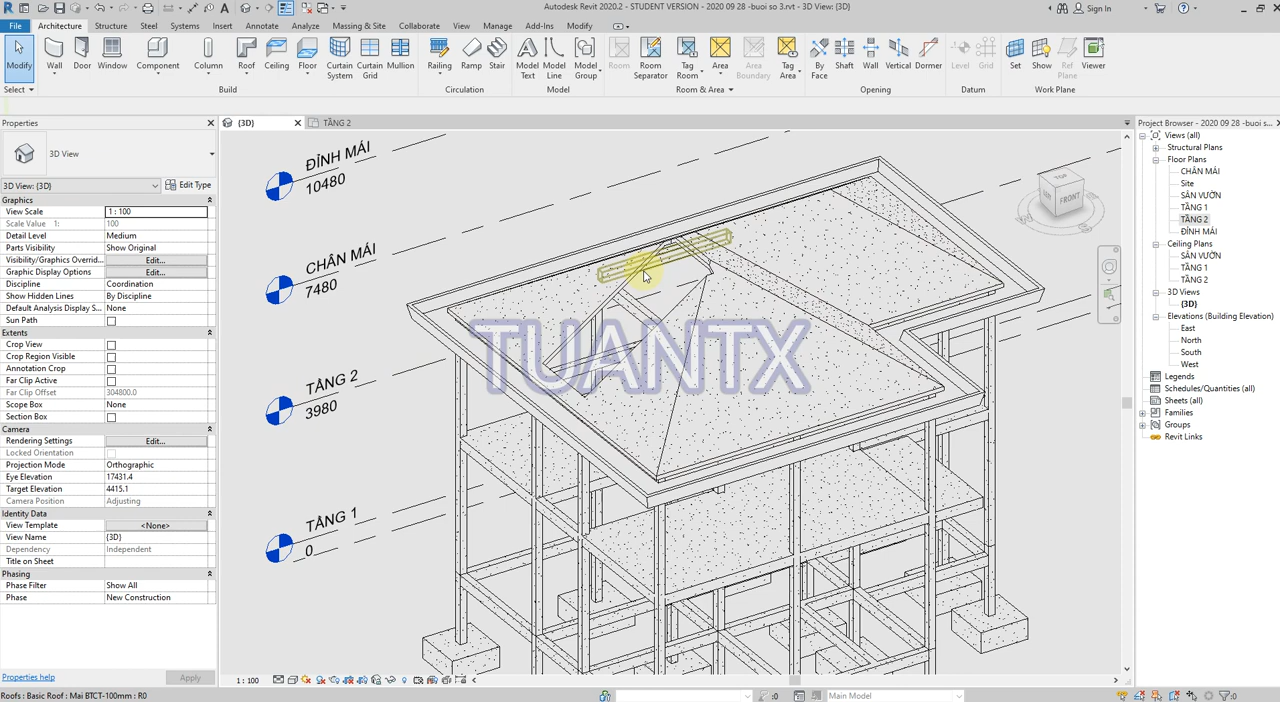 Autodesk Revit 2020.2 - STUDENT VERSION - 2020 09 28 -buoi so 3.rvt - 3D View: {3D}
Sign In
File Architecture Structure Steel Systems Insert Annotate Analyze Massing & Site Collaborate View Manage Add-Ins Modify
Modify Wall Door Window Component Column Roof Ceiling Floor Curtain System Curtain Grid Mullion Railing Ramp Stair Model Text Model Line Model Group Room Room Separator Tag Room Area Area Boundary Tag Area By Face Shaft Wall Vertical Dormer Level Grid Set Show Ref Plane Viewer
Select Build Circulation Model Room & Area Opening Datum Work Plane
Properties
{3D}
TẦNG 2
Project Browser - 2020 09 28 -buoi s...
3D View
3D View: {3D}
Edit Type
Graphics
View Scale 1 : 100
Scale Value 1: 100
Detail Level Medium
Parts Visibility Show Original
Visibility/Graphics Overrid... Edit...
Graphic Display Options Edit...
Discipline Coordination
Show Hidden Lines By Discipline
Default Analysis Display S... None
Sun Path
Extents
Crop View
Crop Region Visible
Annotation Crop
Far Clip Active
Far Clip Offset 304800.0
Scope Box None
Section Box
Camera
Rendering Settings Edit...
Locked Orientation
Projection Mode Orthographic
Eye Elevation 17431.4
Target Elevation 4415.1
Camera Position Adjusting
Identity Data
View Template <None>
View Name {3D}
Dependency Independent
Title on Sheet
Phasing
Phase Filter Show All
Phase New Construction
Properties help
Apply
ĐỈNH MÁI
10480
CHÂN MÁI
7480
TẦNG 2
3980
TẦNG 1
0
TUANTX
TOP
FRONT
Views (all)
Structural Plans
Floor Plans
CHÂN MÁI
Site
SÂN VƯỜN
TẦNG 1
TẦNG 2
ĐỈNH MÁI
Ceiling Plans
SÂN VƯỜN
TẦNG 1
TẦNG 2
3D Views
{3D}
Elevations (Building Elevation)
East
North
South
West
Legends
Schedules/Quantities (all)
Sheets (all)
Families
Groups
Revit Links
1 : 100
Roofs : Basic Roof : Mai BTCT-100mm : R0
:0
Main Model
:0